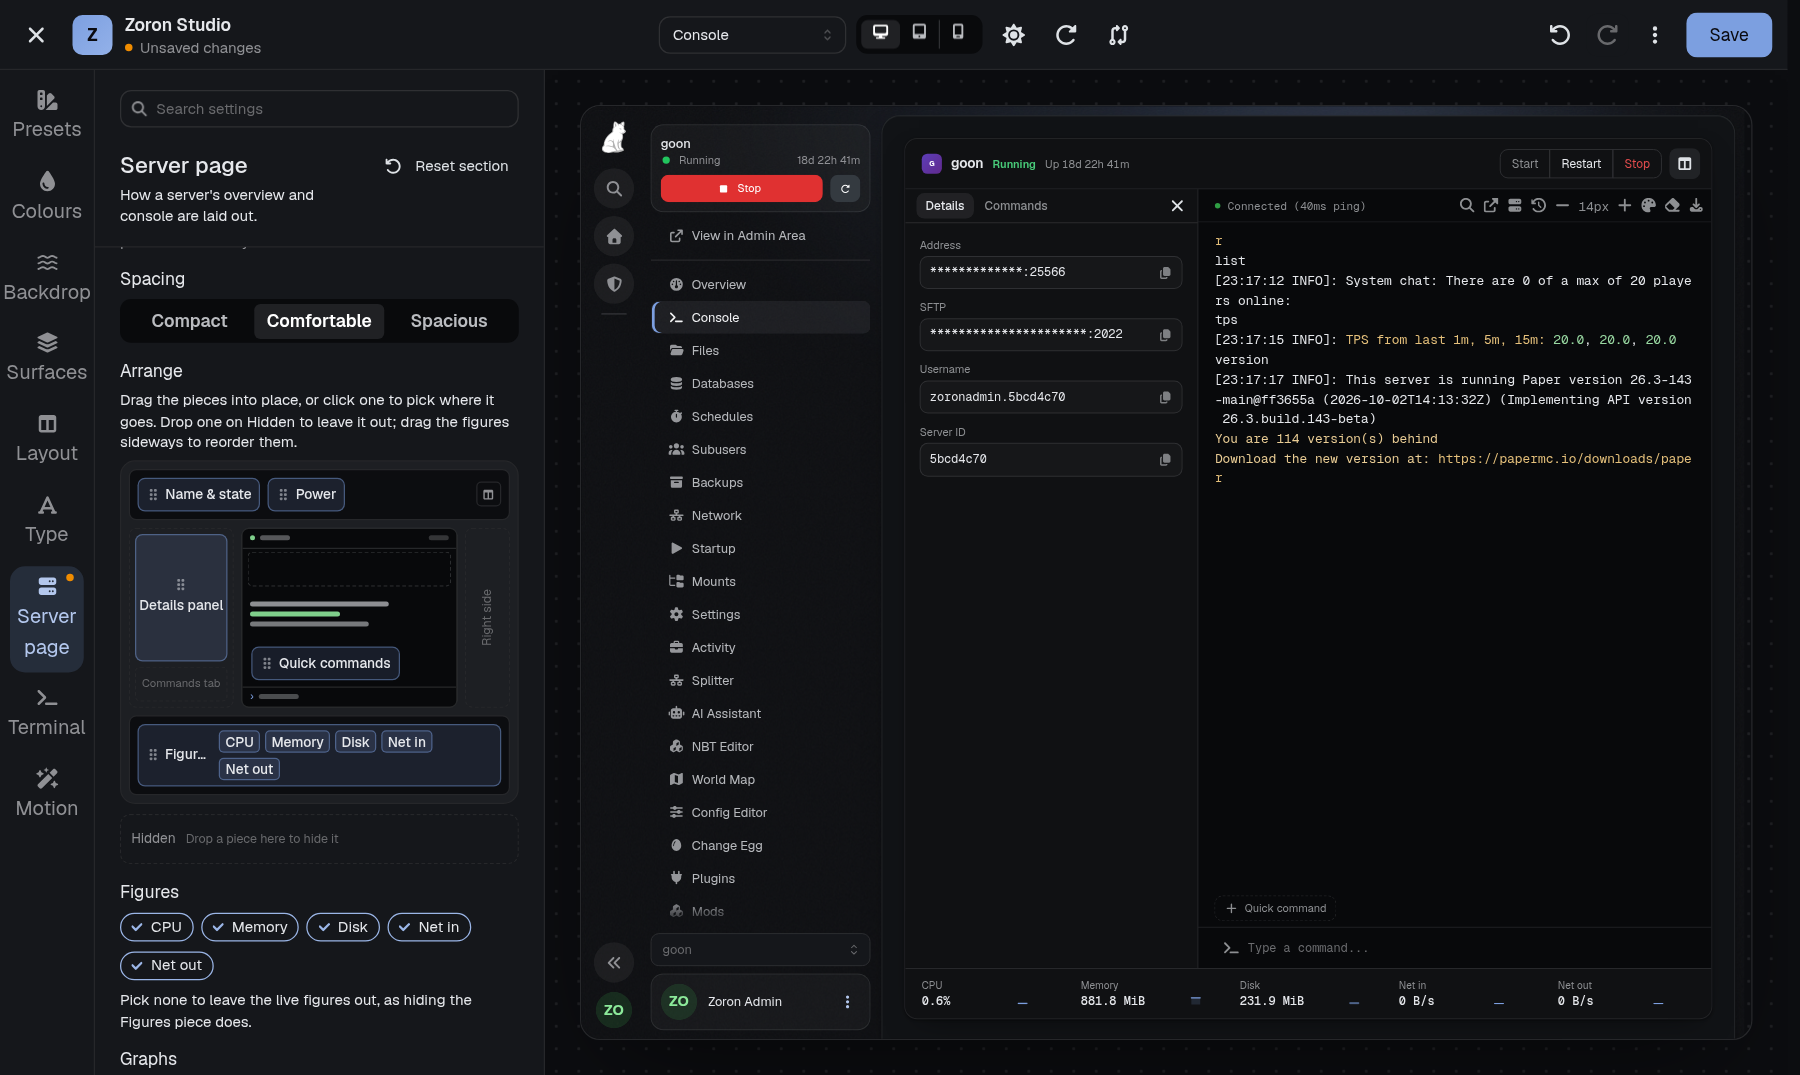 Z
Zoron Studio
Unsaved changes
Console
Save
Presets
Colours
Backdrop
Surfaces
Layout
Type
Server
page
Terminal
Motion
Search settings
Server page
Reset section
How a server's overview and
console are laid out.
Spacing
Compact
Comfortable
Spacious
Arrange
Drag the pieces into place, or click one to pick where it
goes. Drop one on Hidden to leave it out; drag the figures
sideways to reorder them.
Name & state
Power
Details panel
Commands tab
Quick commands
Right side
Figur...
CPU
Memory
Disk
Net in
Net out
Hidden
Drop a piece here to hide it
Figures
CPU
Memory
Disk
Net in
Net out
Pick none to leave the live figures out, as hiding the
Figures piece does.
Graphs
goon
Running
18d 22h 41m
Stop
View in Admin Area
Overview
Console
Files
Databases
Schedules
Subusers
Backups
Network
Startup
Mounts
Settings
Activity
Splitter
AI Assistant
NBT Editor
World Map
Config Editor
Change Egg
Plugins
Mods
goon
ZO
ZO
Zoron Admin
G
goon
Running
Up 18d 22h 41m
Start
Restart
Stop
Details
Commands
Address
*************:25566
SFTP
**********************:2022
Username
zoronadmin.5bcd4c70
Server ID
5bcd4c70
Connected (40ms ping)
14px
r
list
[23:17:12 INFO]: System chat: There are 0 of a max of 20 playe
rs online:
tps
[23:17:15 INFO]: TPS from last 1m, 5m, 15m: 20.0, 20.0, 20.0
version
[23:17:17 INFO]: This server is running Paper version 26.3-143
-main@ff3655a (2026-10-02T14:13:32Z) (Implementing API version
26.3.build.143-beta)
You are 114 version(s) behind
Download the new version at: https://papermc.io/downloads/pape
r
Quick command
Type a command...
CPU
0.6%
Memory
881.8 MiB
Disk
231.9 MiB
Net in
0 B/s
Net out
0 B/s